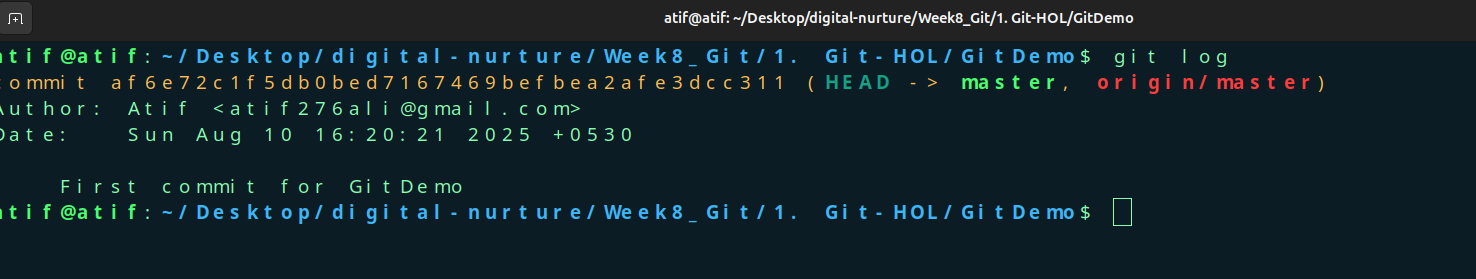 atif@atif: ~/Desktop/digital-nurture/Week8_Git/1. Git-HOL/GitDemo
atif@atif:~/Desktop/digital-nurture/Week8_Git/1. Git-HOL/GitDemo$ git log
commit af6e72c1f5db0bed7167469befbea2afe3dcc311 (HEAD -> master, origin/master)
Author: Atif <atif276ali@gmail.com>
Date:   Sun Aug 10 16:20:21 2025 +0530
First commit for GitDemo
atif@atif:~/Desktop/digital-nurture/Week8_Git/1. Git-HOL/GitDemo$